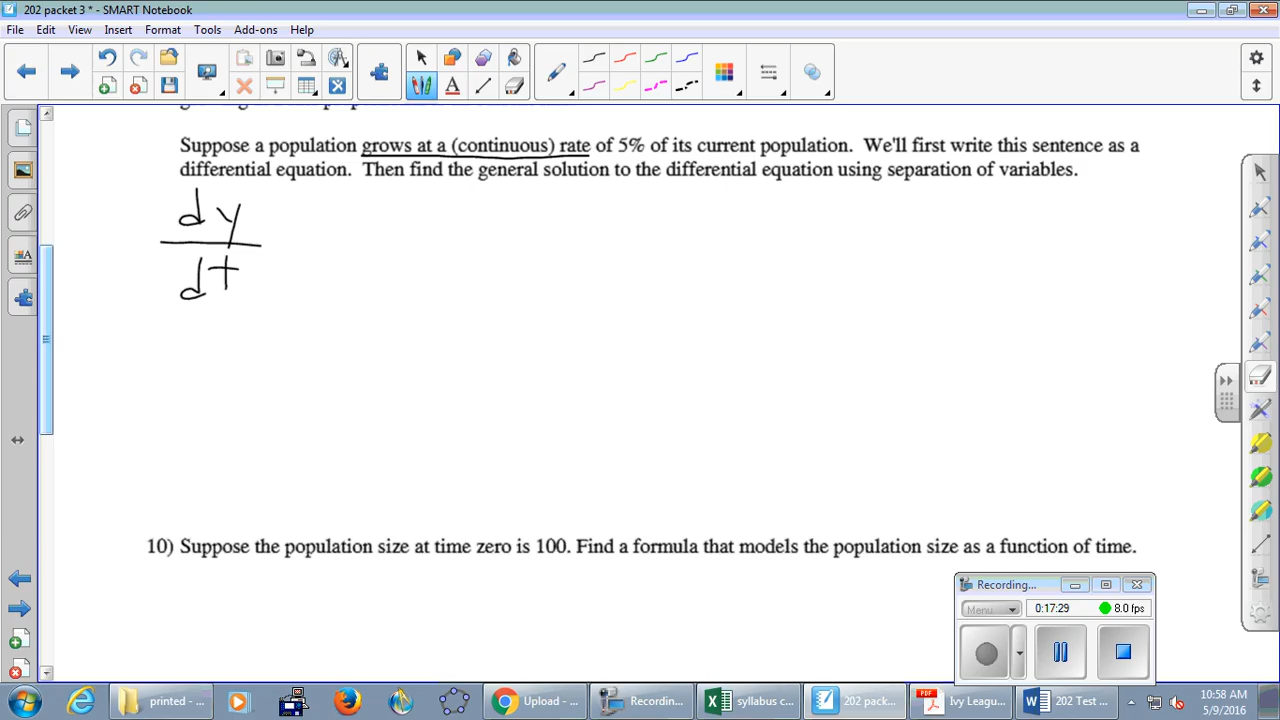 202 packet 3 * - SMART Notebook
File Edit View Insert Format Tools Add-ons Help
Suppose a population grows at a (continuous) rate of 5% of its current population. We'll first write this sentence as a
differential equation. Then find the general solution to the differential equation using separation of variables.
dy
dt
10) Suppose the population size at time zero is 100. Find a formula that models the population size as a function of time.
Recording...
Menu 0:17:29 8.0 fps
printed - ... Upload - ... Recording... syllabus c... 202 pack... Ivy Leagu... 202 Test ... 10:58 AM
5/9/2016